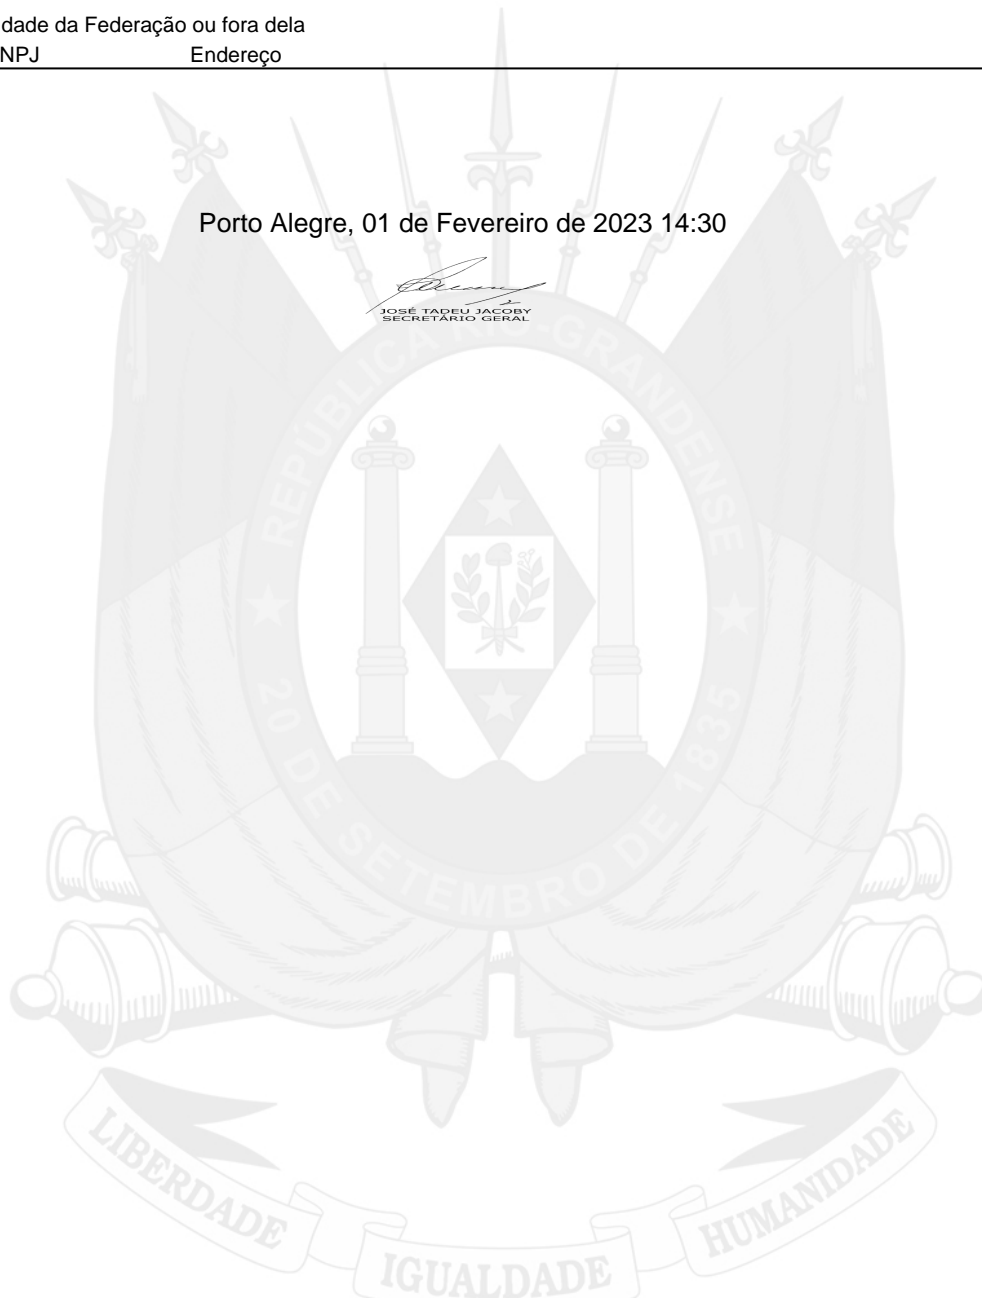 dade da Federação ou fora dela
NPJ Endereço
Porto Alegre, 01 de Fevereiro de 2023 14:30
JOSÉ TADEU JACOBY
SECRETÁRIO GERAL
REPÚBLICA RIO-GRANDENSE
20 DE SETEMBRO DE 1835
LIBERDADE
IGUALDADE
HUMANIDADE